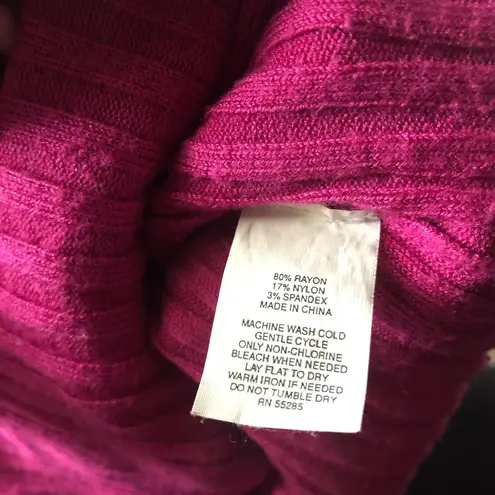 80% RAYON
17% NYLON
3% SPANDEX
MADE IN CHINA
MACHINE WASH COLD
GENTLE CYCLE
ONLY NON-CHLORINE
BLEACH WHEN NEEDED
LAY FLAT TO DRY
WARM IRON IF NEEDED
DO NOT TUMBLE DRY
RN 55285